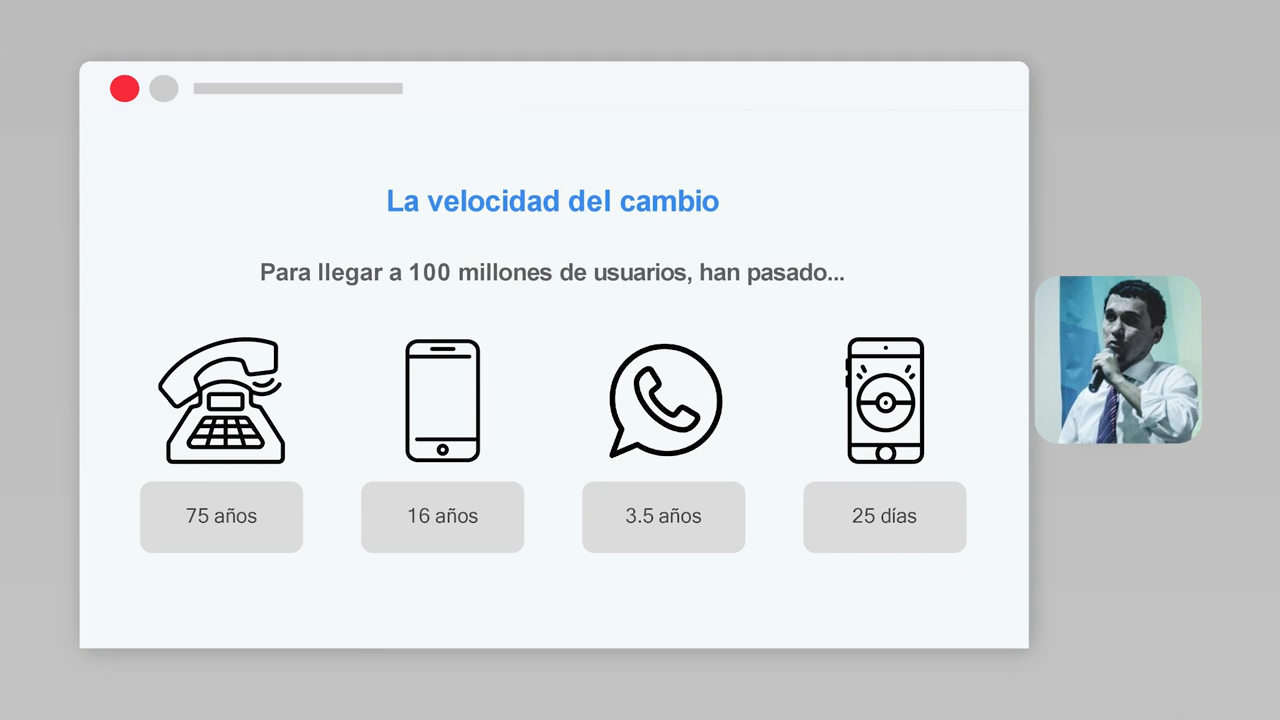 La velocidad del cambio
Para llegar a 100 millones de usuarios, han pasado...
75 años
16 años
3.5 años
25 días